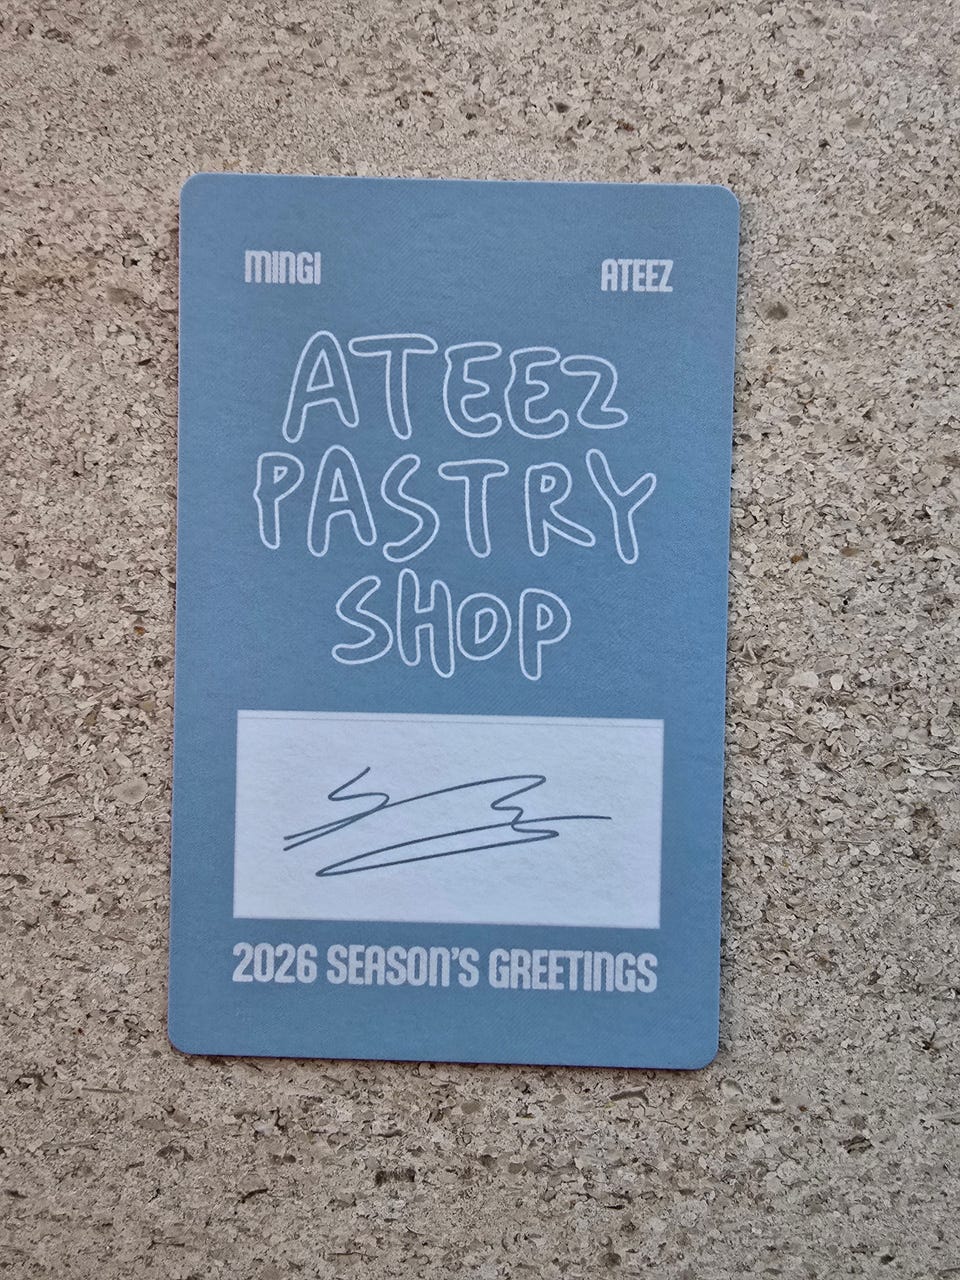 MINGI ATEEZ
ATEEZ
PASTRY
SHOP
2026 SEASON'S GREETINGS